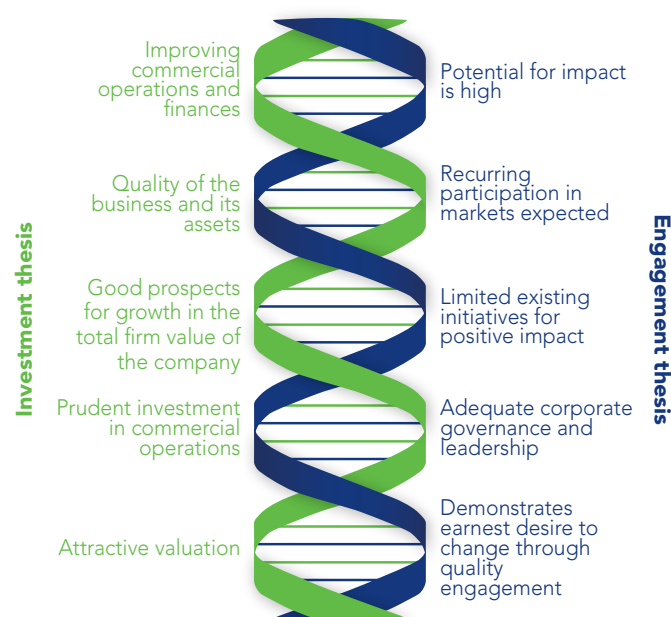 Investment thesis
Improving
commercial
operations and
finances
Quality of the
business and its
assets
Good prospects
for growth in the
total firm value of
the company
Prudent investment
in commercial
operations
Attractive valuation
Potential for impact
is high
Recurring
participation in
markets expected
Limited existing
initiatives for
positive impact
Adequate corporate
governance and
leadership
Demonstrates
earnest desire to
change through
quality
engagement
Engagement thesis